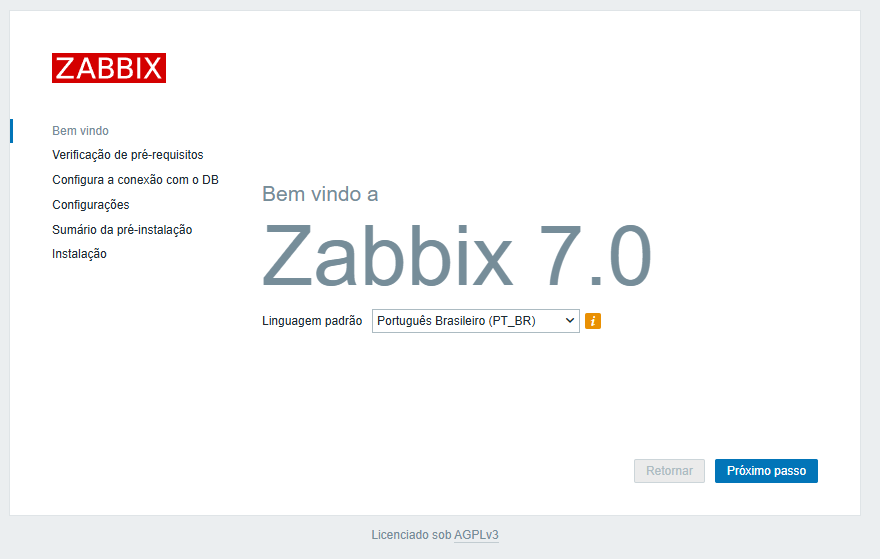 ZABBIX
Bem vindo
Verificação de pré-requisitos
Configura a conexão com o DB
Configurações
Sumário da pré-instalação
Instalação
Bem vindo a
Zabbix 7.0
Linguagem padrão Português Brasileiro (PT_BR) i
Retornar Próximo passo
Licenciado sob AGPLv3